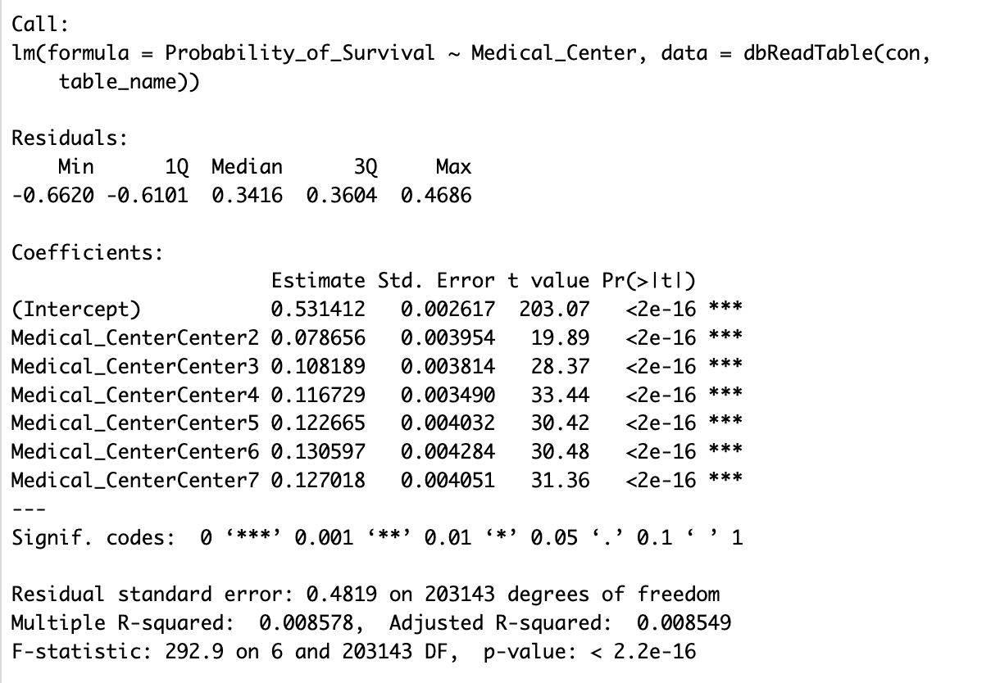 Call:
lm(formula = Probability_of_Survival ~ Medical_Center, data = dbReadTable(con,
    table_name))
Residuals:
    Min      1Q  Median      3Q     Max
-0.6620 -0.6101  0.3416  0.3604  0.4686
Coefficients:
                      Estimate Std. Error t value Pr(>|t|)
(Intercept)           0.531412   0.002617  203.07   <2e-16 ***
Medical_CenterCenter2 0.078656   0.003954   19.89   <2e-16 ***
Medical_CenterCenter3 0.108189   0.003814   28.37   <2e-16 ***
Medical_CenterCenter4 0.116729   0.003490   33.44   <2e-16 ***
Medical_CenterCenter5 0.122665   0.004032   30.42   <2e-16 ***
Medical_CenterCenter6 0.130597   0.004284   30.48   <2e-16 ***
Medical_CenterCenter7 0.127018   0.004051   31.36   <2e-16 ***
---
Signif. codes:  0 ‘***’ 0.001 ‘**’ 0.01 ‘*’ 0.05 ‘.’ 0.1 ‘ ’ 1
Residual standard error: 0.4819 on 203143 degrees of freedom
Multiple R-squared:  0.008578,  Adjusted R-squared:  0.008549
F-statistic: 292.9 on 6 and 203143 DF,  p-value: < 2.2e-16